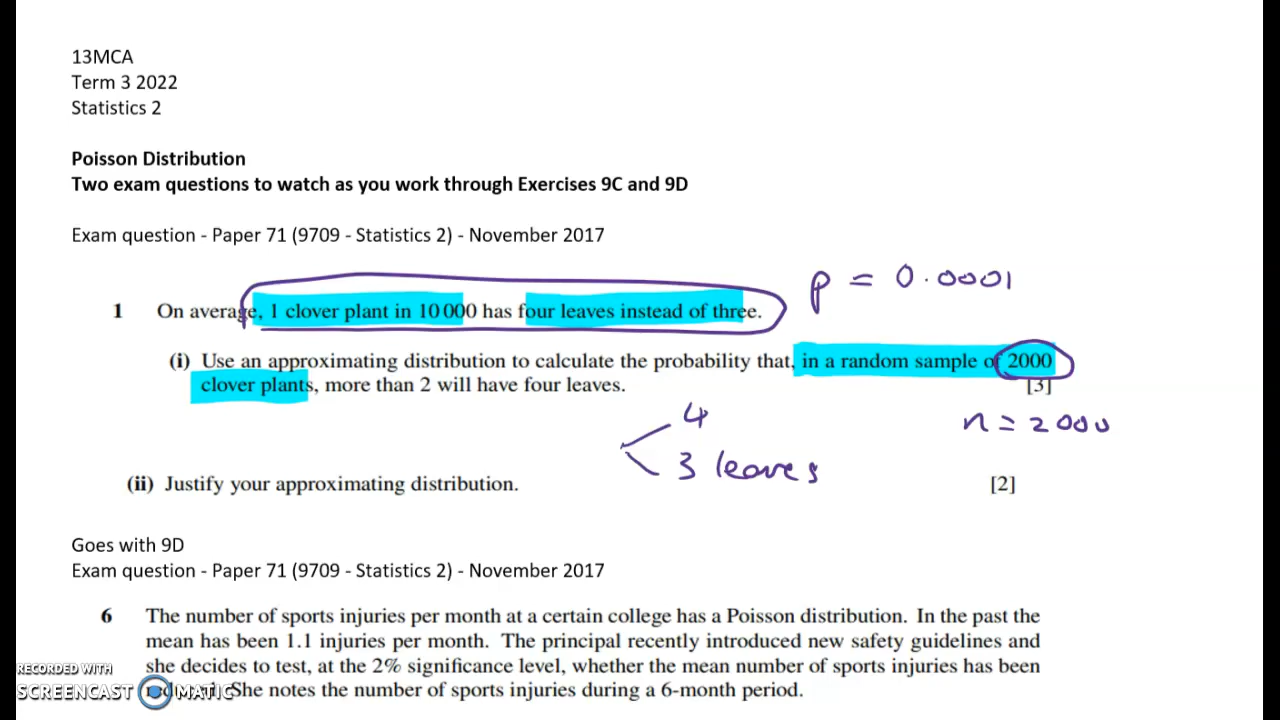 13MCA
Term 3 2022
Statistics 2
Poisson Distribution
Two exam questions to watch as you work through Exercises 9C and 9D
Exam question - Paper 71 (9709 - Statistics 2) - November 2017
p = 0.0001
1 On average, 1 clover plant in 10 000 has four leaves instead of three.
(i) Use an approximating distribution to calculate the probability that, in a random sample of 2000
clover plants, more than 2 will have four leaves. [3]
4
n = 2000
3 leaves
(ii) Justify your approximating distribution. [2]
Goes with 9D
Exam question - Paper 71 (9709 - Statistics 2) - November 2017
6 The number of sports injuries per month at a certain college has a Poisson distribution. In the past the
mean has been 1.1 injuries per month. The principal recently introduced new safety guidelines and
she decides to test, at the 2% significance level, whether the mean number of sports injuries has been
She notes the number of sports injuries during a 6-month period.
RECORDED WITH
SCREENCAST MATIC